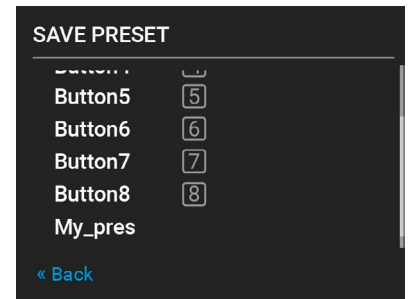 SAVE PRESET
Button5 5
Button6 6
Button7 7
Button8 8
My_pres
« Back